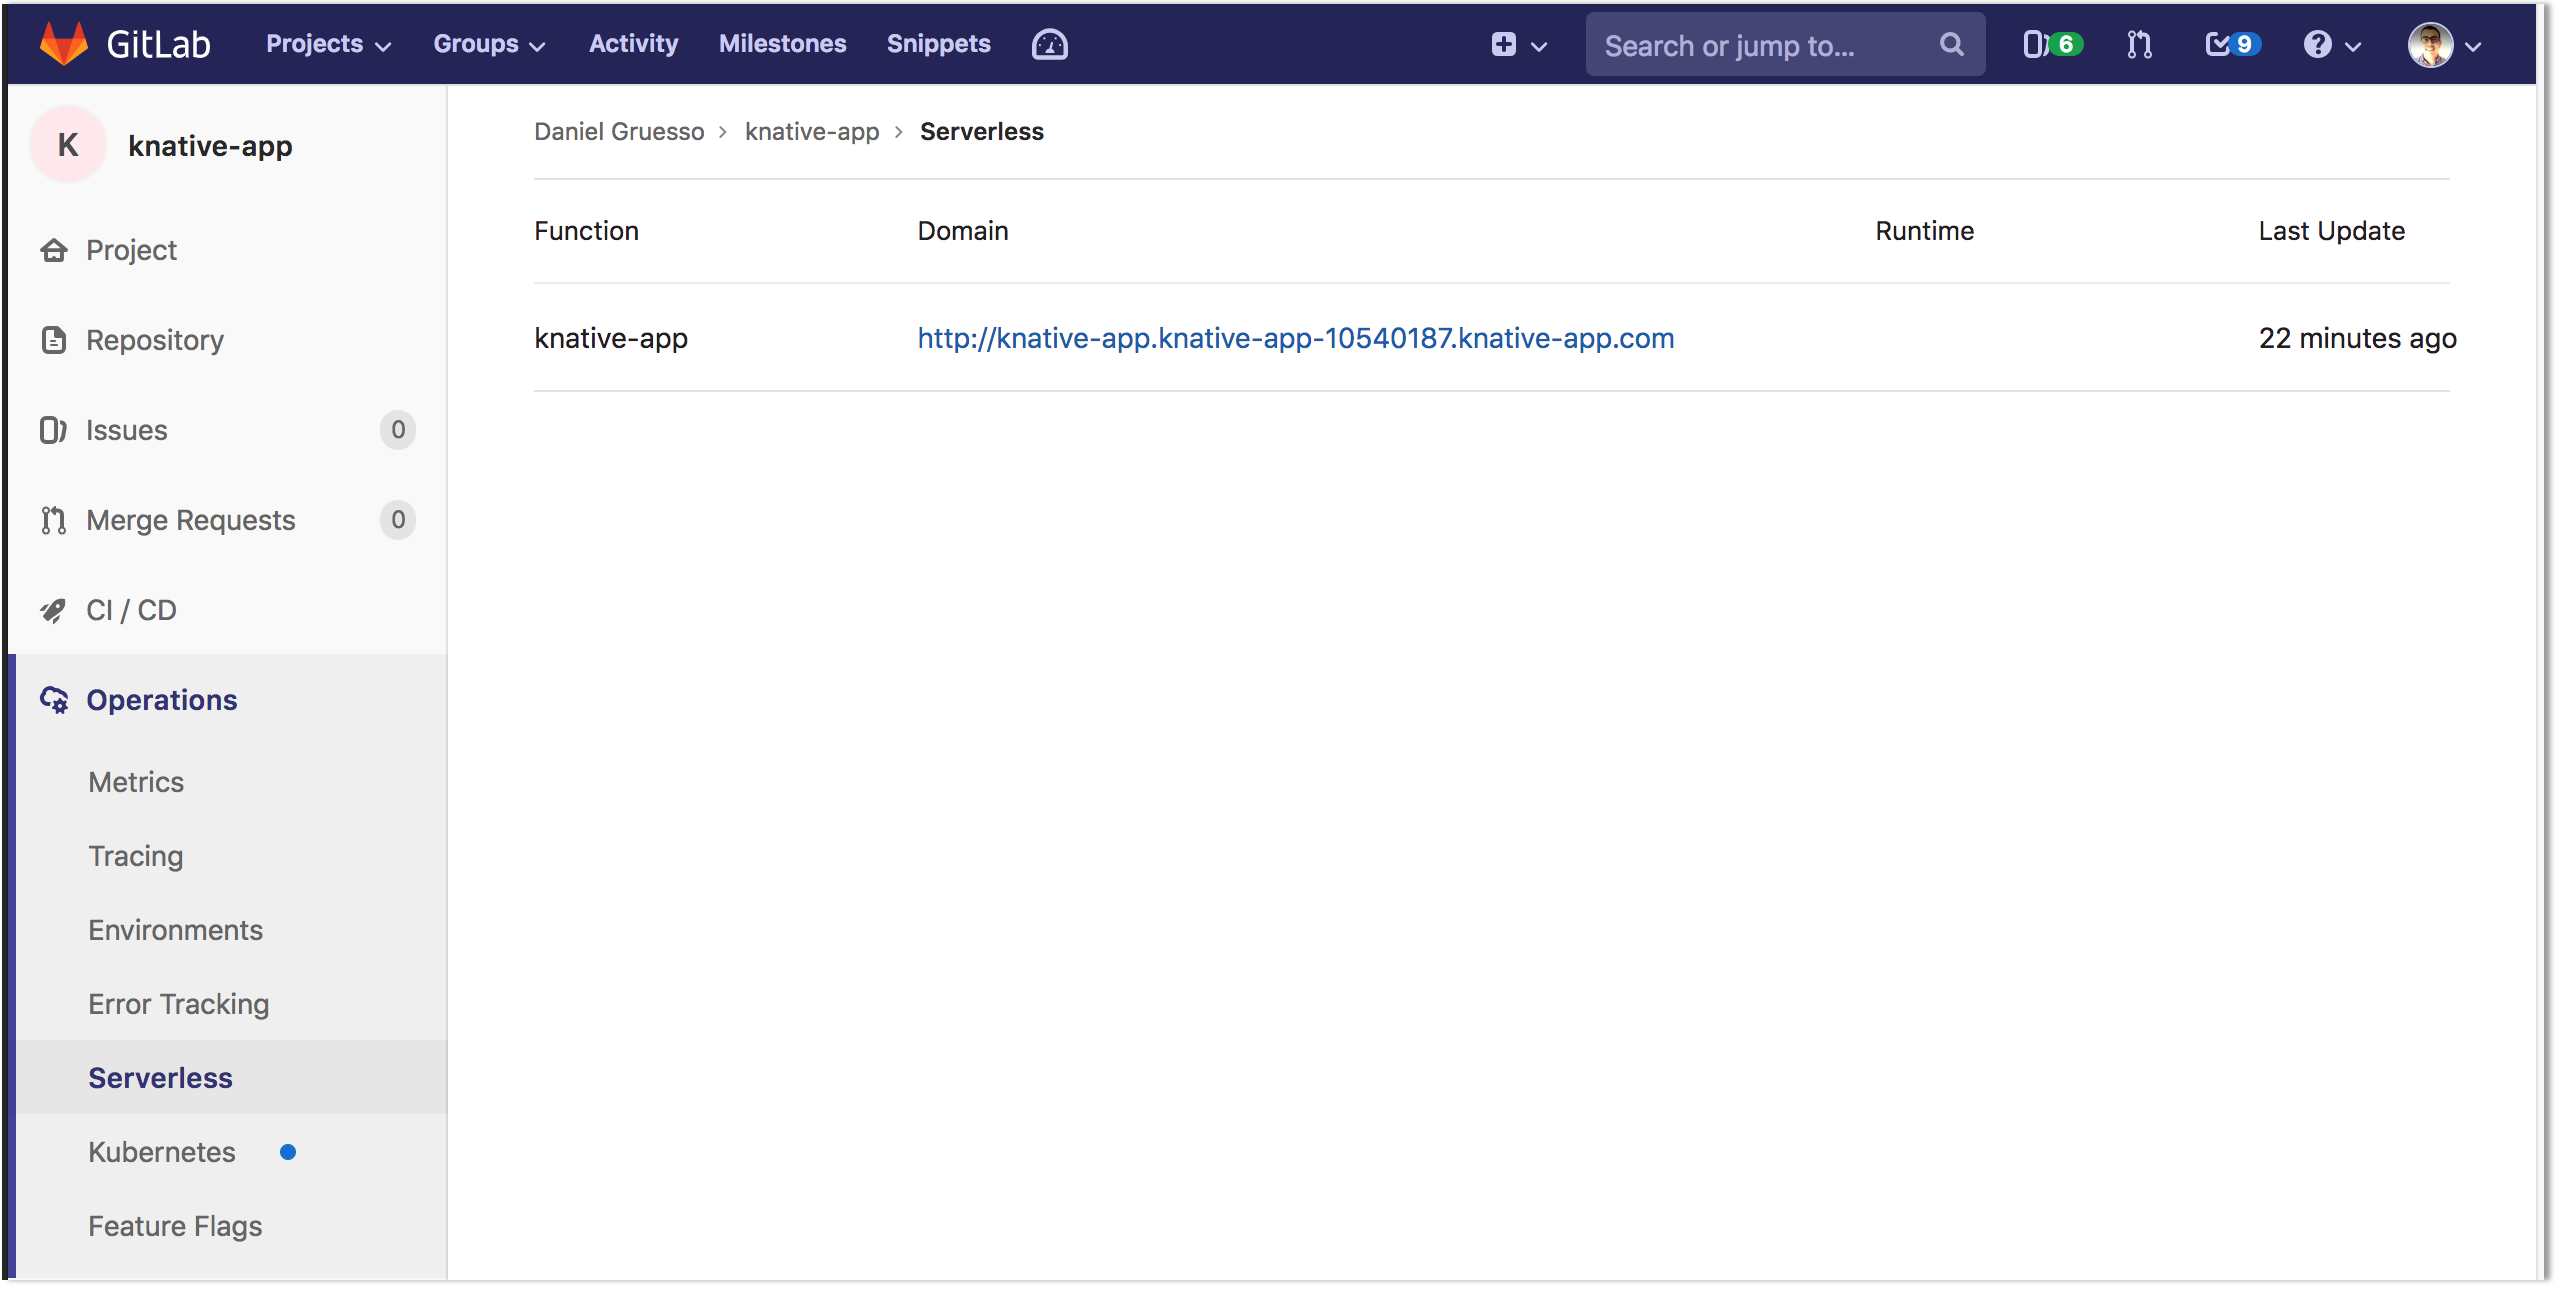 GitLab Projects Groups Activity Milestones Snippets Search or jump to... 6 9
K knative-app
Project
Repository
Issues 0
Merge Requests 0
CI / CD
Operations
Metrics
Tracing
Environments
Error Tracking
Serverless
Kubernetes
Feature Flags
Daniel Gruesso > knative-app > Serverless
Function Domain Runtime Last Update
knative-app http://knative-app.knative-app-10540187.knative-app.com 22 minutes ago